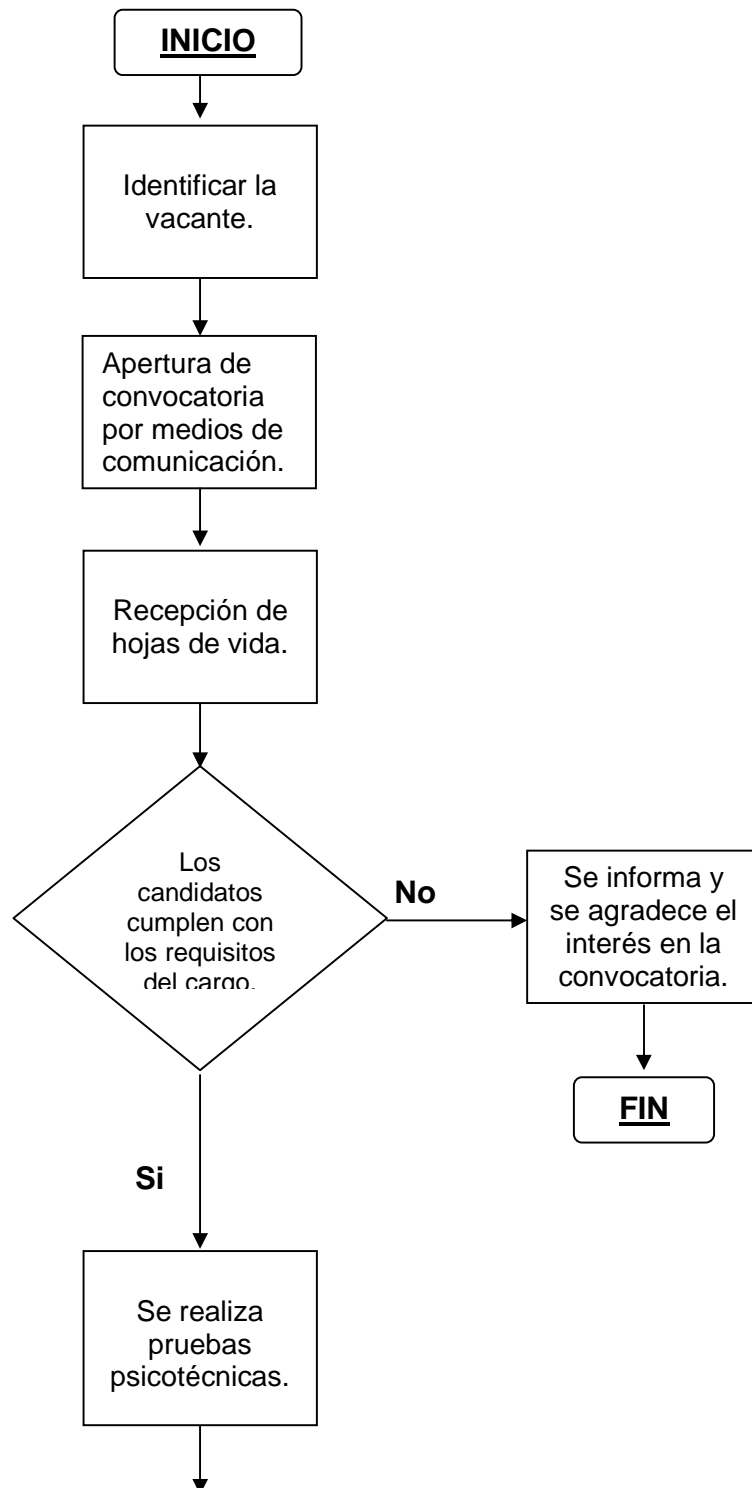 INICIO
Identificar la
vacante.
Apertura de
convocatoria
por medios de
comunicación.
Recepción de
hojas de vida.
Los
candidatos
cumplen con
los requisitos
del cargo.
No
Se informa y
se agradece el
interés en la
convocatoria.
FIN
Si
Se realiza
pruebas
psicotécnicas.